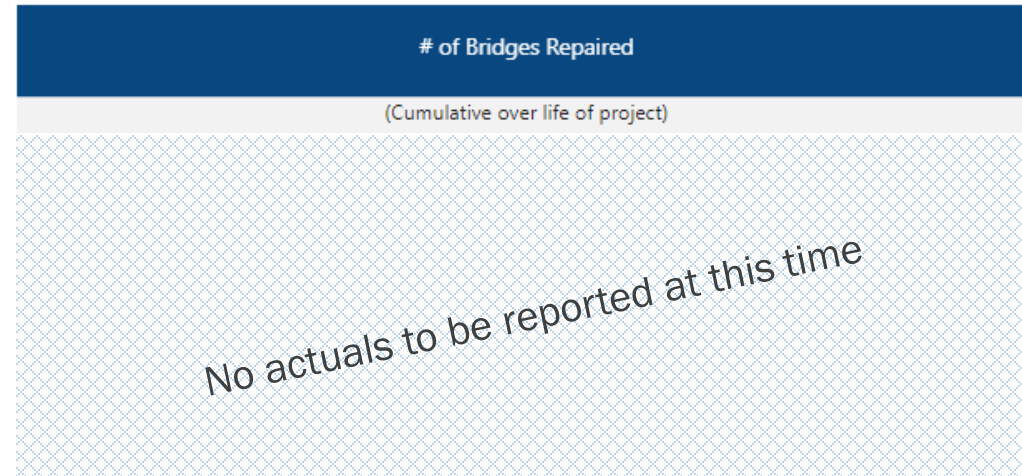 # of Bridges Repaired
(Cumulative over life of project)
No actuals to be reported at this time